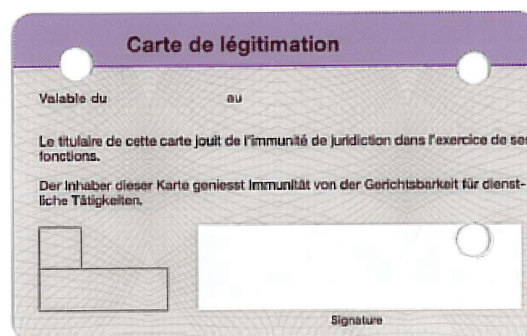 Carte de légitimation
Valable du au
Le titulaire de cette carte jouit de l'immunité de juridiction dans l'exercice de ses
fonctions.
Der Inhaber dieser Karte geniesst Immunität von der Gerichtsbarkeit für dienst-
liche Tätigkeiten.
Signature